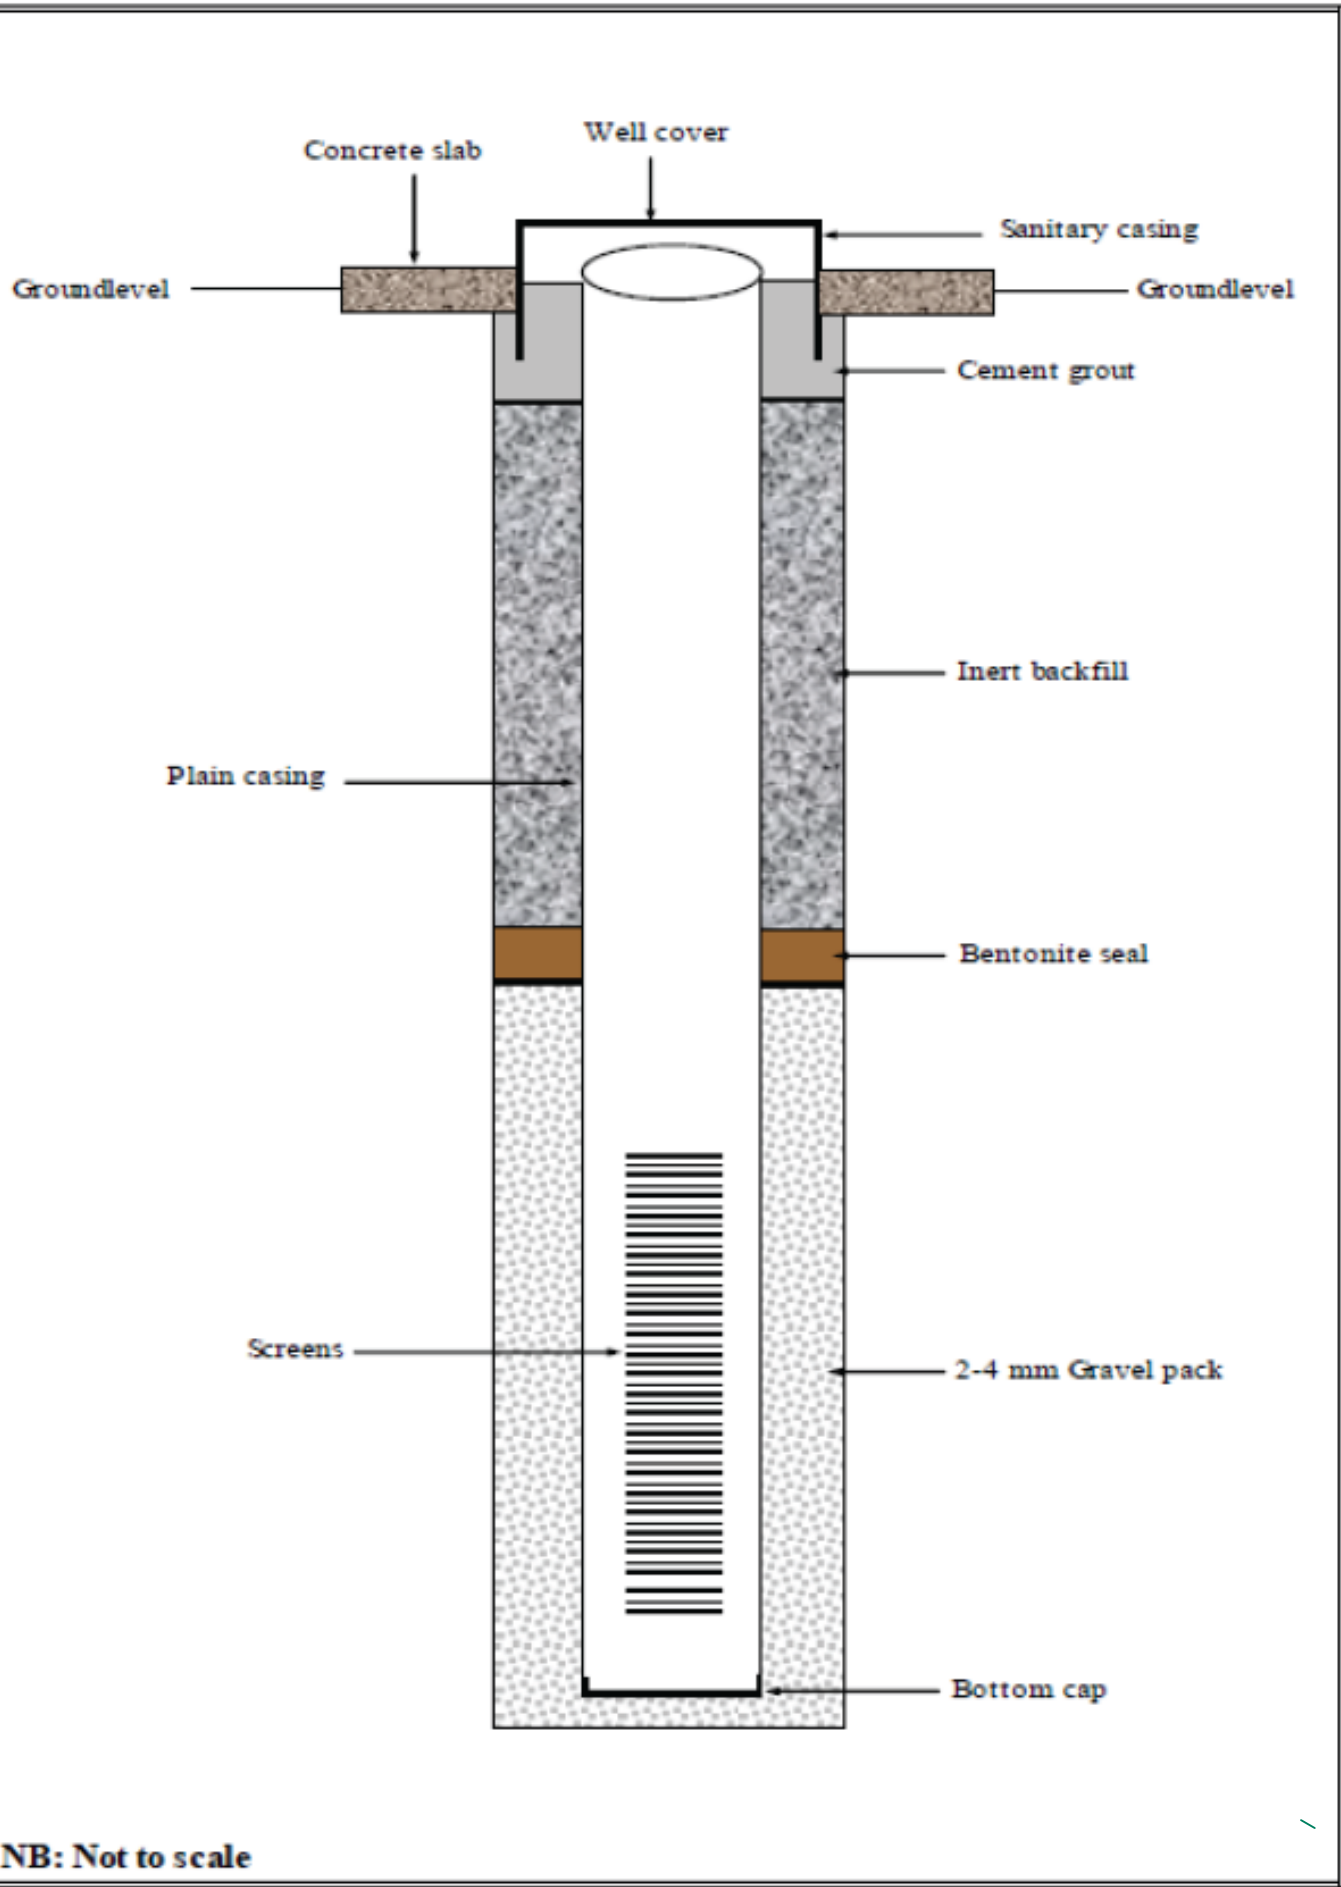 Well cover
Concrete slab
Sanitary casing
Groundlevel
Groundlevel
Cement grout
Inert backfill
Plain casing
Bentonite seal
Screens
2-4 mm Gravel pack
Bottom cap
NB: Not to scale